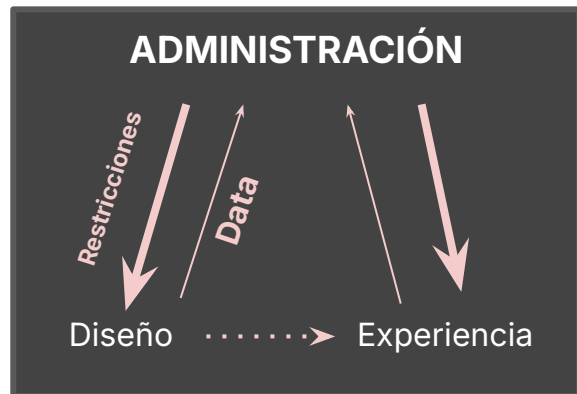 ADMINISTRACIÓN
Restricciones
Data
Diseño
Experiencia